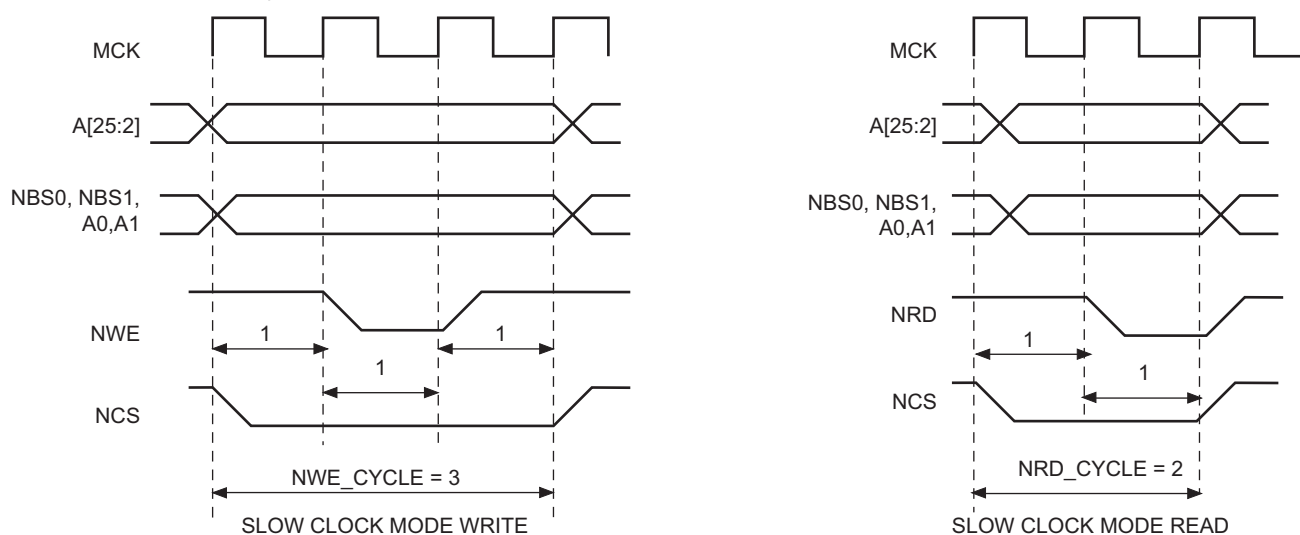 MCK
A[25:2]
NBS0, NBS1,
A0,A1
NWE
1
1
1
NCS
NWE_CYCLE = 3
SLOW CLOCK MODE WRITE
MCK
A[25:2]
NBS0, NBS1,
A0,A1
NRD
1
1
NCS
NRD_CYCLE = 2
SLOW CLOCK MODE READ